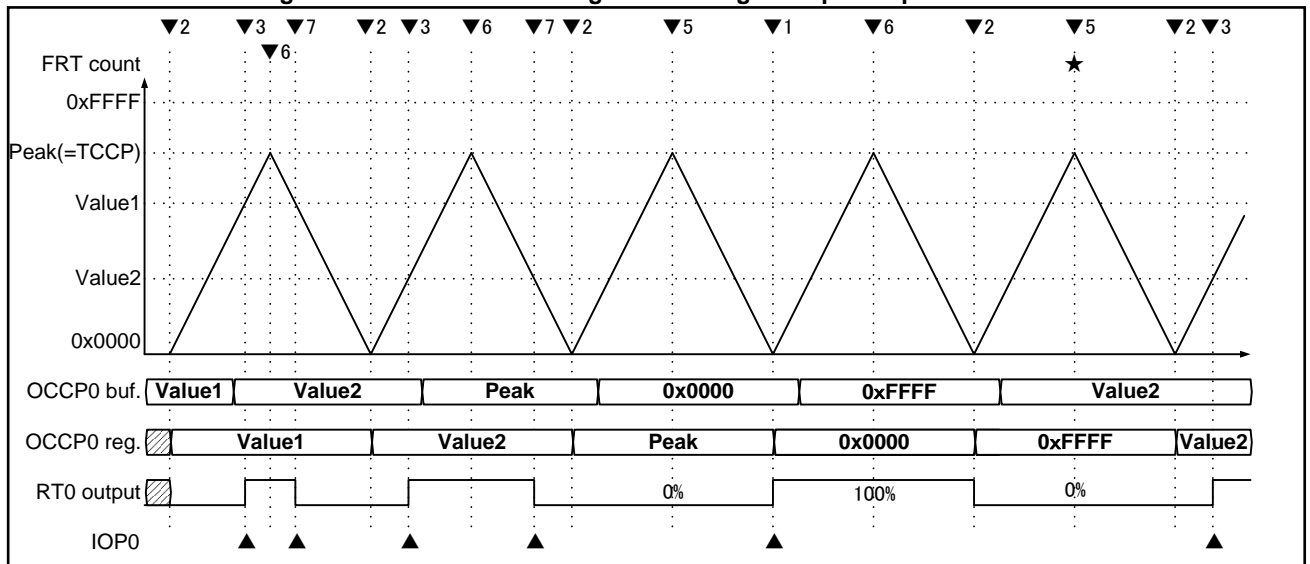 ▼2 ▼3 ▼7 ▼2 ▼3 ▼6 ▼7 ▼2 ▼5 ▼1 ▼6 ▼2 ▼5 ▼2 ▼3
▼6
FRT count ★
0xFFFF
Peak(=TCCP)
Value1
Value2
0x0000
OCCP0 buf. Value1 Value2 Peak 0x0000 0xFFFF Value2
OCCP0 reg. Value1 Value2 Peak 0x0000 0xFFFF Value2
RT0 output 0% 100% 0%
IOP0 ▲ ▲ ▲ ▲ ▲ ▲